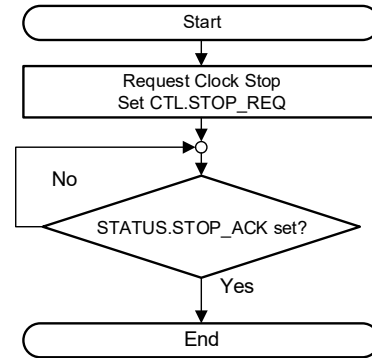 Start
Request Clock Stop
Set CTL.STOP_REQ
No
STATUS.STOP_ACK set?
Yes
End